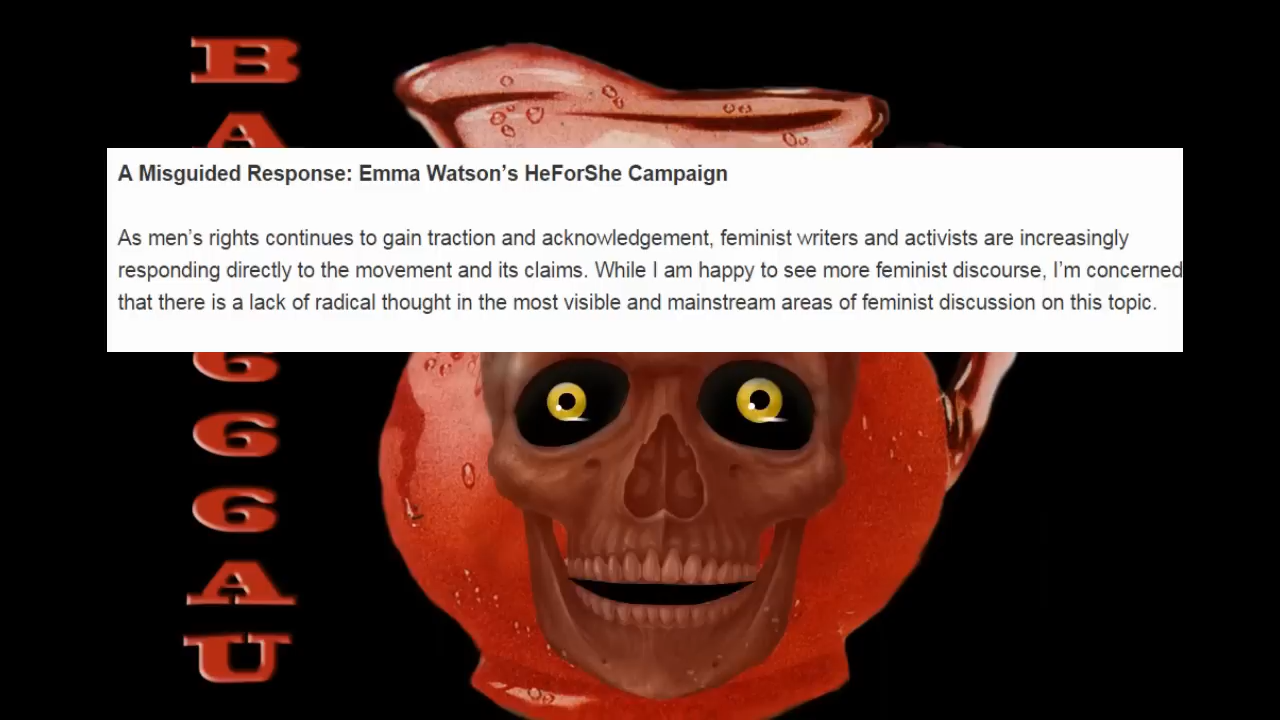 B
A
A Misguided Response: Emma Watson's HeForShe Campaign
As men's rights continues to gain traction and acknowledgement, feminist writers and activists are increasingly
responding directly to the movement and its claims. While I am happy to see more feminist discourse, I'm concerned
that there is a lack of radical thought in the most visible and mainstream areas of feminist discussion on this topic.
6
6
6
A
U